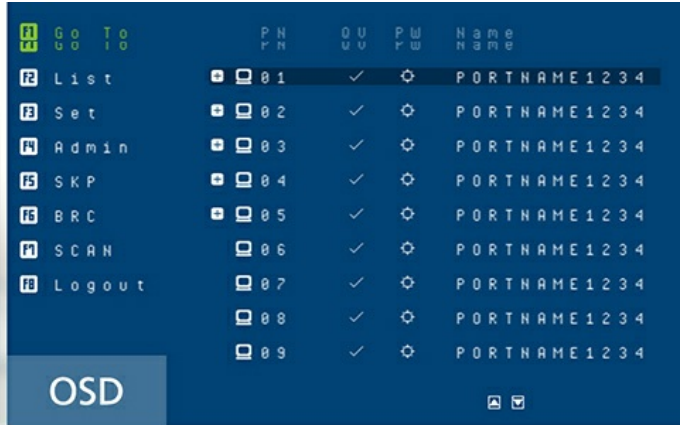 F1 Go To PN QV PW Name
F2 List 01 PORTNAME1234
F3 Set 02 PORTNAME1234
F4 Admin 03 PORTNAME1234
F5 SKP 04 PORTNAME1234
F6 BRC 05 PORTNAME1234
F7 SCAN 06 PORTNAME1234
F8 Logout 07 PORTNAME1234
08 PORTNAME1234
09 PORTNAME1234
OSD